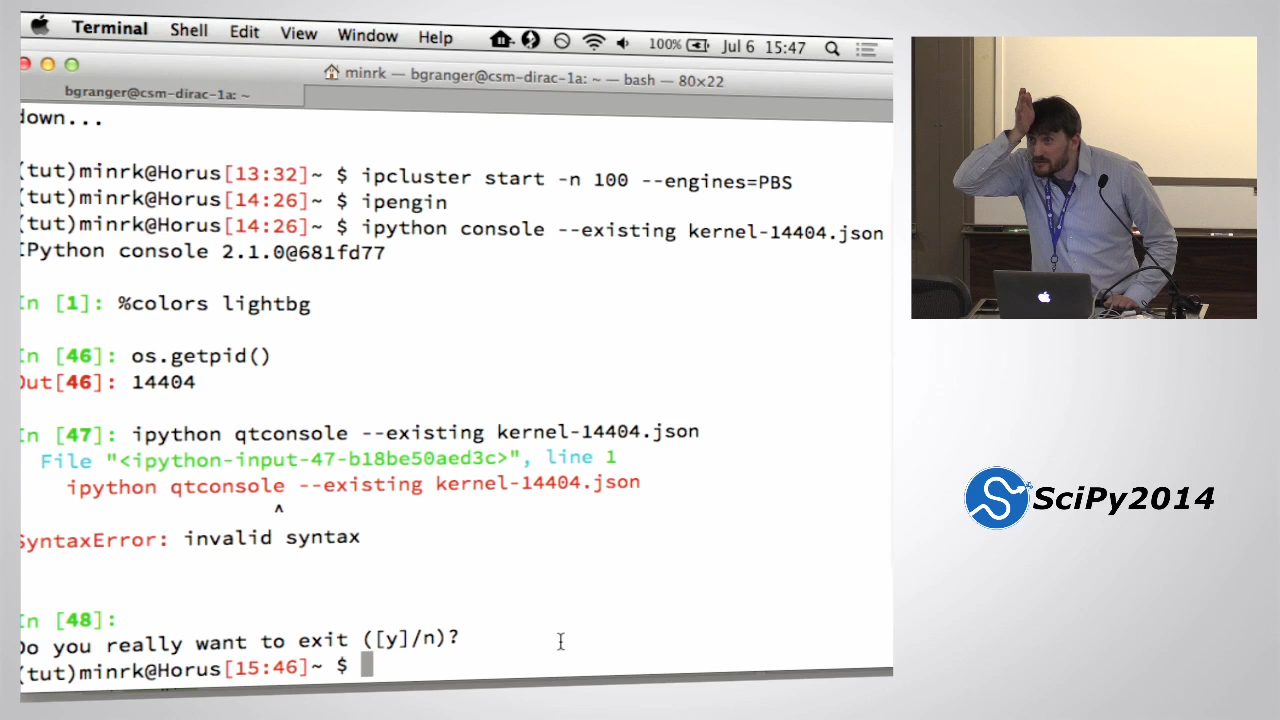 Terminal Shell Edit View Window Help 100% Jul 6 15:47
minrk — bgranger@csm-dirac-1a: ~ — bash — 80×22
bgranger@csm-dirac-1a: ~
down...
(tut)minrk@Horus[13:32]~ $ ipcluster start -n 100 --engines=PBS
(tut)minrk@Horus[14:26]~ $ ipengin
(tut)minrk@Horus[14:26]~ $ ipython console --existing kernel-14404.json
IPython console 2.1.0@681fd77
In [1]: %colors lightbg
In [46]: os.getpid()
Out[46]: 14404
In [47]: ipython qtconsole --existing kernel-14404.json
File "<ipython-input-47-b18be50aed3c>", line 1
ipython qtconsole --existing kernel-14404.json
^
SyntaxError: invalid syntax
In [48]:
Do you really want to exit ([y]/n)?
(tut)minrk@Horus[15:46]~ $
SciPy2014